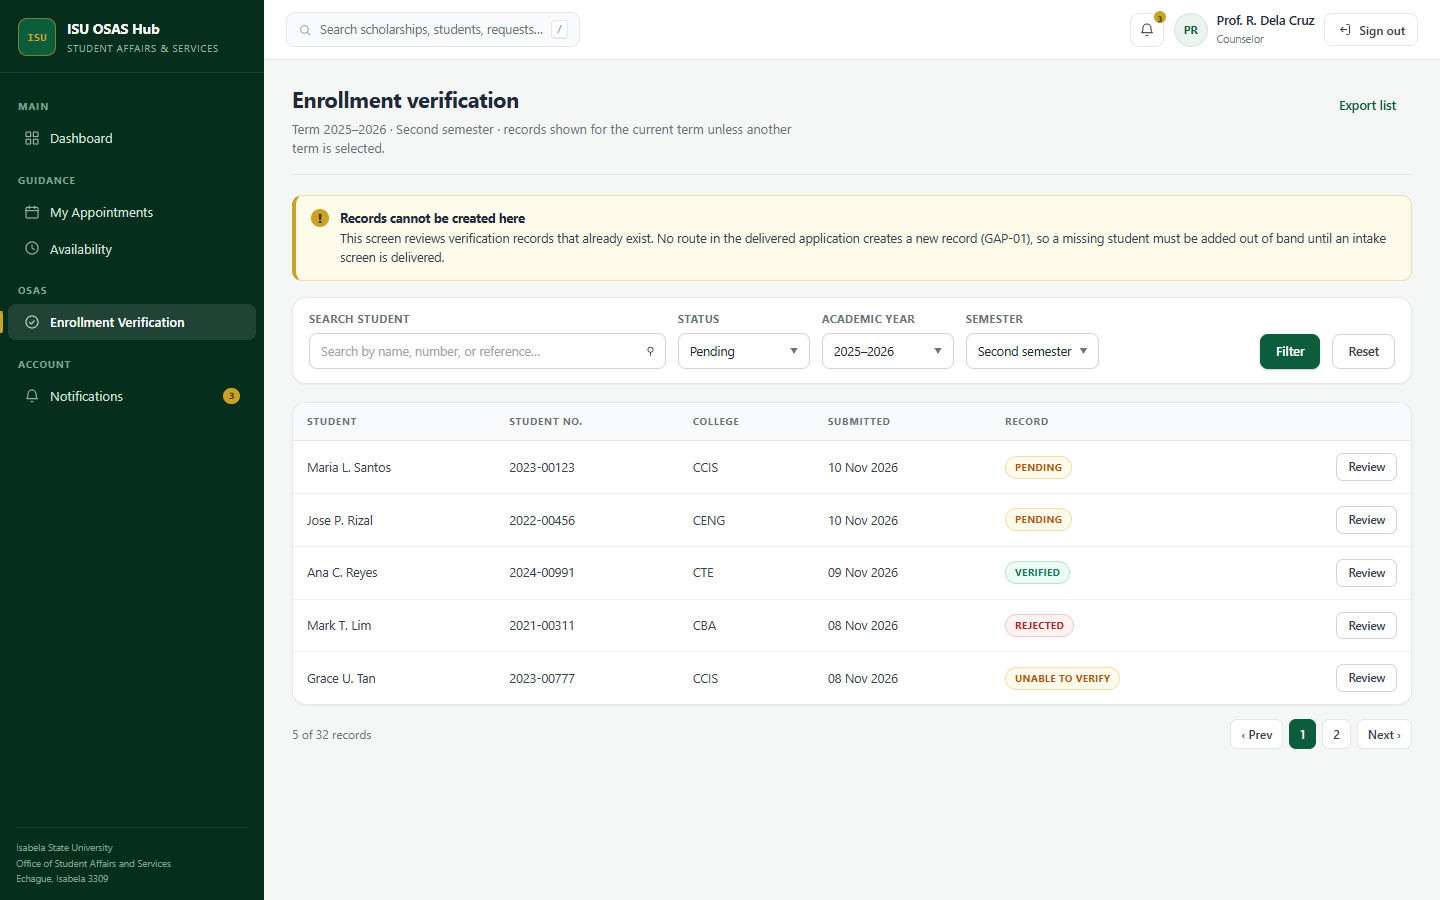 ISU
ISU OSAS Hub
STUDENT AFFAIRS & SERVICES
MAIN
Dashboard
GUIDANCE
My Appointments
Availability
OSAS
Enrollment Verification
ACCOUNT
Notifications 3
Isabela State University
Office of Student Affairs and Services
Echague, Isabela 3309
Search scholarships, students, requests... /
3
PR
Prof. R. Dela Cruz
Counselor
Sign out
Enrollment verification
Export list
Term 2025–2026 · Second semester · records shown for the current term unless another
term is selected.
! Records cannot be created here
This screen reviews verification records that already exist. No route in the delivered application creates a new record (GAP-01), so a missing student must be added out of band until an intake
screen is delivered.
SEARCH STUDENT STATUS ACADEMIC YEAR SEMESTER
Search by name, number, or reference... Pending 2025–2026 Second semester Filter Reset
STUDENT STUDENT NO. COLLEGE SUBMITTED RECORD
Maria L. Santos 2023-00123 CCIS 10 Nov 2026 PENDING Review
Jose P. Rizal 2022-00456 CENG 10 Nov 2026 PENDING Review
Ana C. Reyes 2024-00991 CTE 09 Nov 2026 VERIFIED Review
Mark T. Lim 2021-00311 CBA 08 Nov 2026 REJECTED Review
Grace U. Tan 2023-00777 CCIS 08 Nov 2026 UNABLE TO VERIFY Review
5 of 32 records ‹ Prev 1 2 Next ›